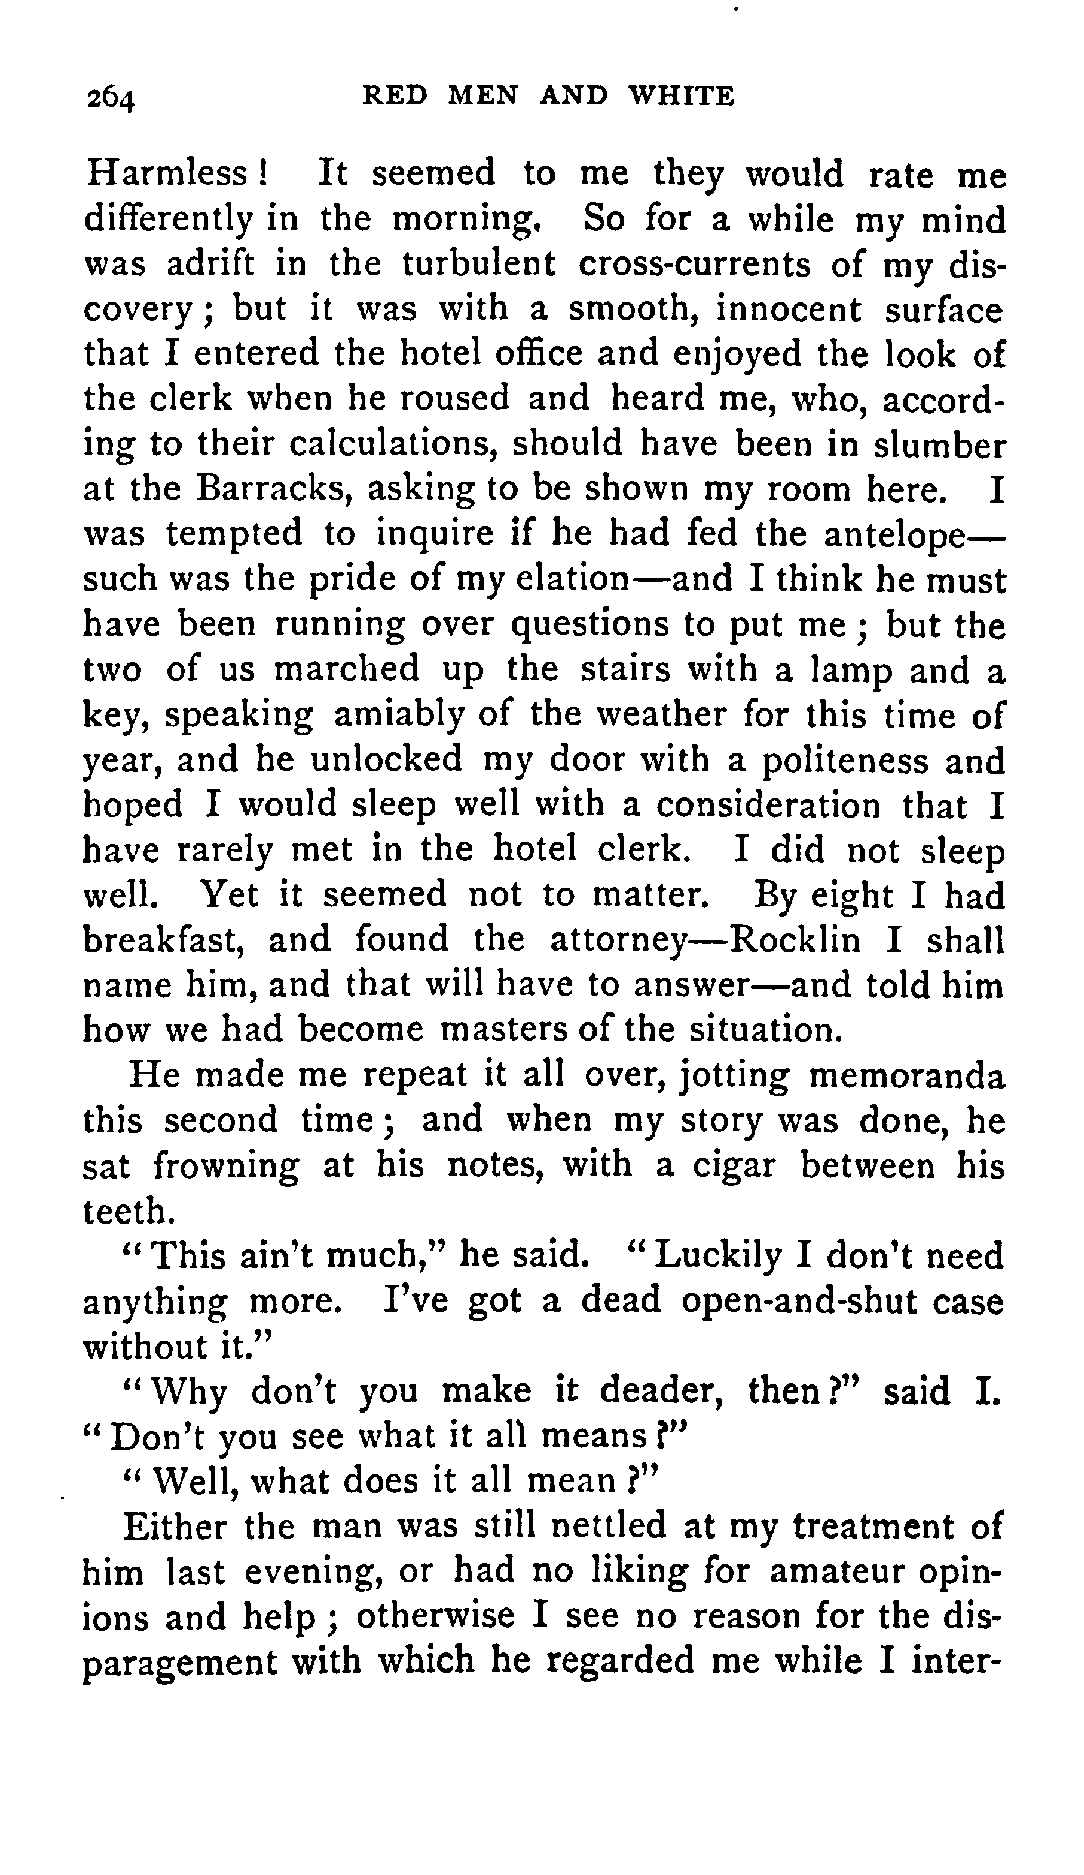 264 RED MEN AND WHITE
Harmless! It seemed to me they would rate me
differently in the morning. So for a while my mind
was adrift in the turbulent cross-currents of my dis-
covery; but it was with a smooth, innocent surface
that I entered the hotel office and enjoyed the look of
the clerk when he roused and heard me, who, accord-
ing to their calculations, should have been in slumber
at the Barracks, asking to be shown my room here. I
was tempted to inquire if he had fed the antelope—
such was the pride of my elation—and I think he must
have been running over questions to put me; but the
two of us marched up the stairs with a lamp and a
key, speaking amiably of the weather for this time of
year, and he unlocked my door with a politeness and
hoped I would sleep well with a consideration that I
have rarely met in the hotel clerk. I did not sleep
well. Yet it seemed not to matter. By eight I had
breakfast, and found the attorney—Rocklin I shall
name him, and that will have to answer—and told him
how we had become masters of the situation.
He made me repeat it all over, jotting memoranda
this second time; and when my story was done, he
sat frowning at his notes, with a cigar between his
teeth.
"This ain't much," he said. "Luckily I don't need
anything more. I've got a dead open-and-shut case
without it."
"Why don't you make it deader, then?" said I.
"Don't you see what it all means?"
"Well, what does it all mean?"
Either the man was still nettled at my treatment of
him last evening, or had no liking for amateur opin-
ions and help; otherwise I see no reason for the dis-
paragement with which he regarded me while I inter-